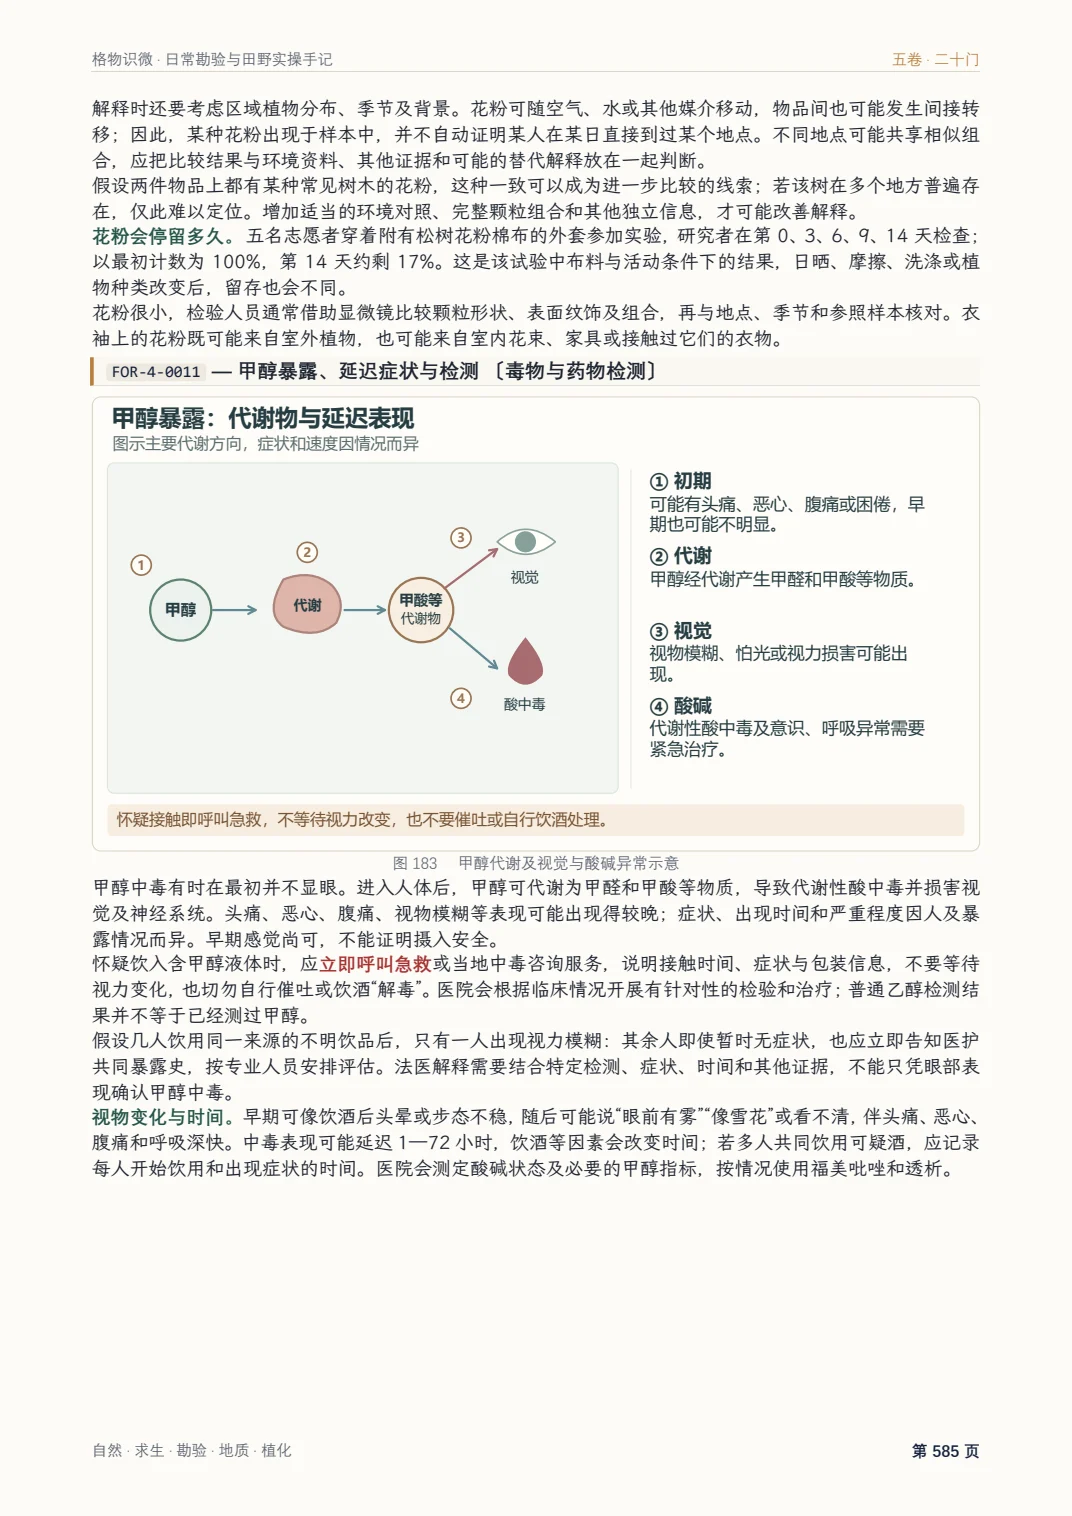 格物识微 · 日常勘验与田野实操手记
五卷 · 二十门
解释时还要考虑区域植物分布、季节及背景。花粉可随空气、水或其他媒介移动，物品间也可能发生间接转
移；因此，某种花粉出现于样本中，并不自动证明某人在某日直接到过某个地点。不同地点可能共享相似组
合，应把比较结果与环境资料、其他证据和可能的替代解释放在一起判断。
假设两件物品上都有某种常见树木的花粉，这种一致可以成为进一步比较的线索；若该树在多个地方普遍存
在，仅此难以定位。增加适当的环境对照、完整颗粒组合和其他独立信息，才可能改善解释。
花粉会停留多久。五名志愿者穿着附有松树花粉棉布的外套参加实验，研究者在第 0、3、6、9、14 天检查；
以最初计数为 100%，第 14 天约剩 17%。这是该试验中布料与活动条件下的结果，日晒、摩擦、洗涤或植
物种类改变后，留存也会不同。
花粉很小，检验人员通常借助显微镜比较颗粒形状、表面纹饰及组合，再与地点、季节和参照样本核对。衣
袖上的花粉既可能来自室外植物，也可能来自室内花束、家具或接触过它们的衣物。
FOR-4-0011 — 甲醇暴露、延迟症状与检测 〔毒物与药物检测〕
甲醇暴露：代谢物与延迟表现
图示主要代谢方向，症状和速度因情况而异
①
甲醇
②
代谢
甲酸等
代谢物
③
视觉
④
酸中毒
① 初期
可能有头痛、恶心、腹痛或困倦，早
期也可能不明显。
② 代谢
甲醇经代谢产生甲醛和甲酸等物质。
③ 视觉
视物模糊、怕光或视力损害可能出
现。
④ 酸碱
代谢性酸中毒及意识、呼吸异常需要
紧急治疗。
怀疑接触即呼叫急救，不等待视力改变，也不要催吐或自行饮酒处理。
图 183 甲醇代谢及视觉与酸碱异常示意
甲醇中毒有时在最初并不显眼。进入人体后，甲醇可代谢为甲醛和甲酸等物质，导致代谢性酸中毒并损害视
觉及神经系统。头痛、恶心、腹痛、视物模糊等表现可能出现得较晚；症状、出现时间和严重程度因人及暴
露情况而异。早期感觉尚可，不能证明摄入安全。
怀疑饮入含甲醇液体时，应立即呼叫急救或当地中毒咨询服务，说明接触时间、症状与包装信息，不要等待
视力变化，也切勿自行催吐或饮酒“解毒”。医院会根据临床情况开展有针对性的检验和治疗；普通乙醇检测结
果并不等于已经测过甲醇。
假设几人饮用同一来源的不明饮品后，只有一人出现视力模糊：其余人即使暂时无症状，也应立即告知医护
共同暴露史，按专业人员安排评估。法医解释需要结合特定检测、症状、时间和其他证据，不能只凭眼部表
现确认甲醇中毒。
视物变化与时间。早期可像饮酒后头晕或步态不稳，随后可能说“眼前有雾”“像雪花”或看不清，伴头痛、恶心、
腹痛和呼吸深快。中毒表现可能延迟 1—72 小时，饮酒等因素会改变时间；若多人共同饮用可疑酒，应记录
每人开始饮用和出现症状的时间。医院会测定酸碱状态及必要的甲醇指标，按情况使用福美吡唑和透析。
自然 · 求生 · 勘验 · 地质 · 植化
第 585 页